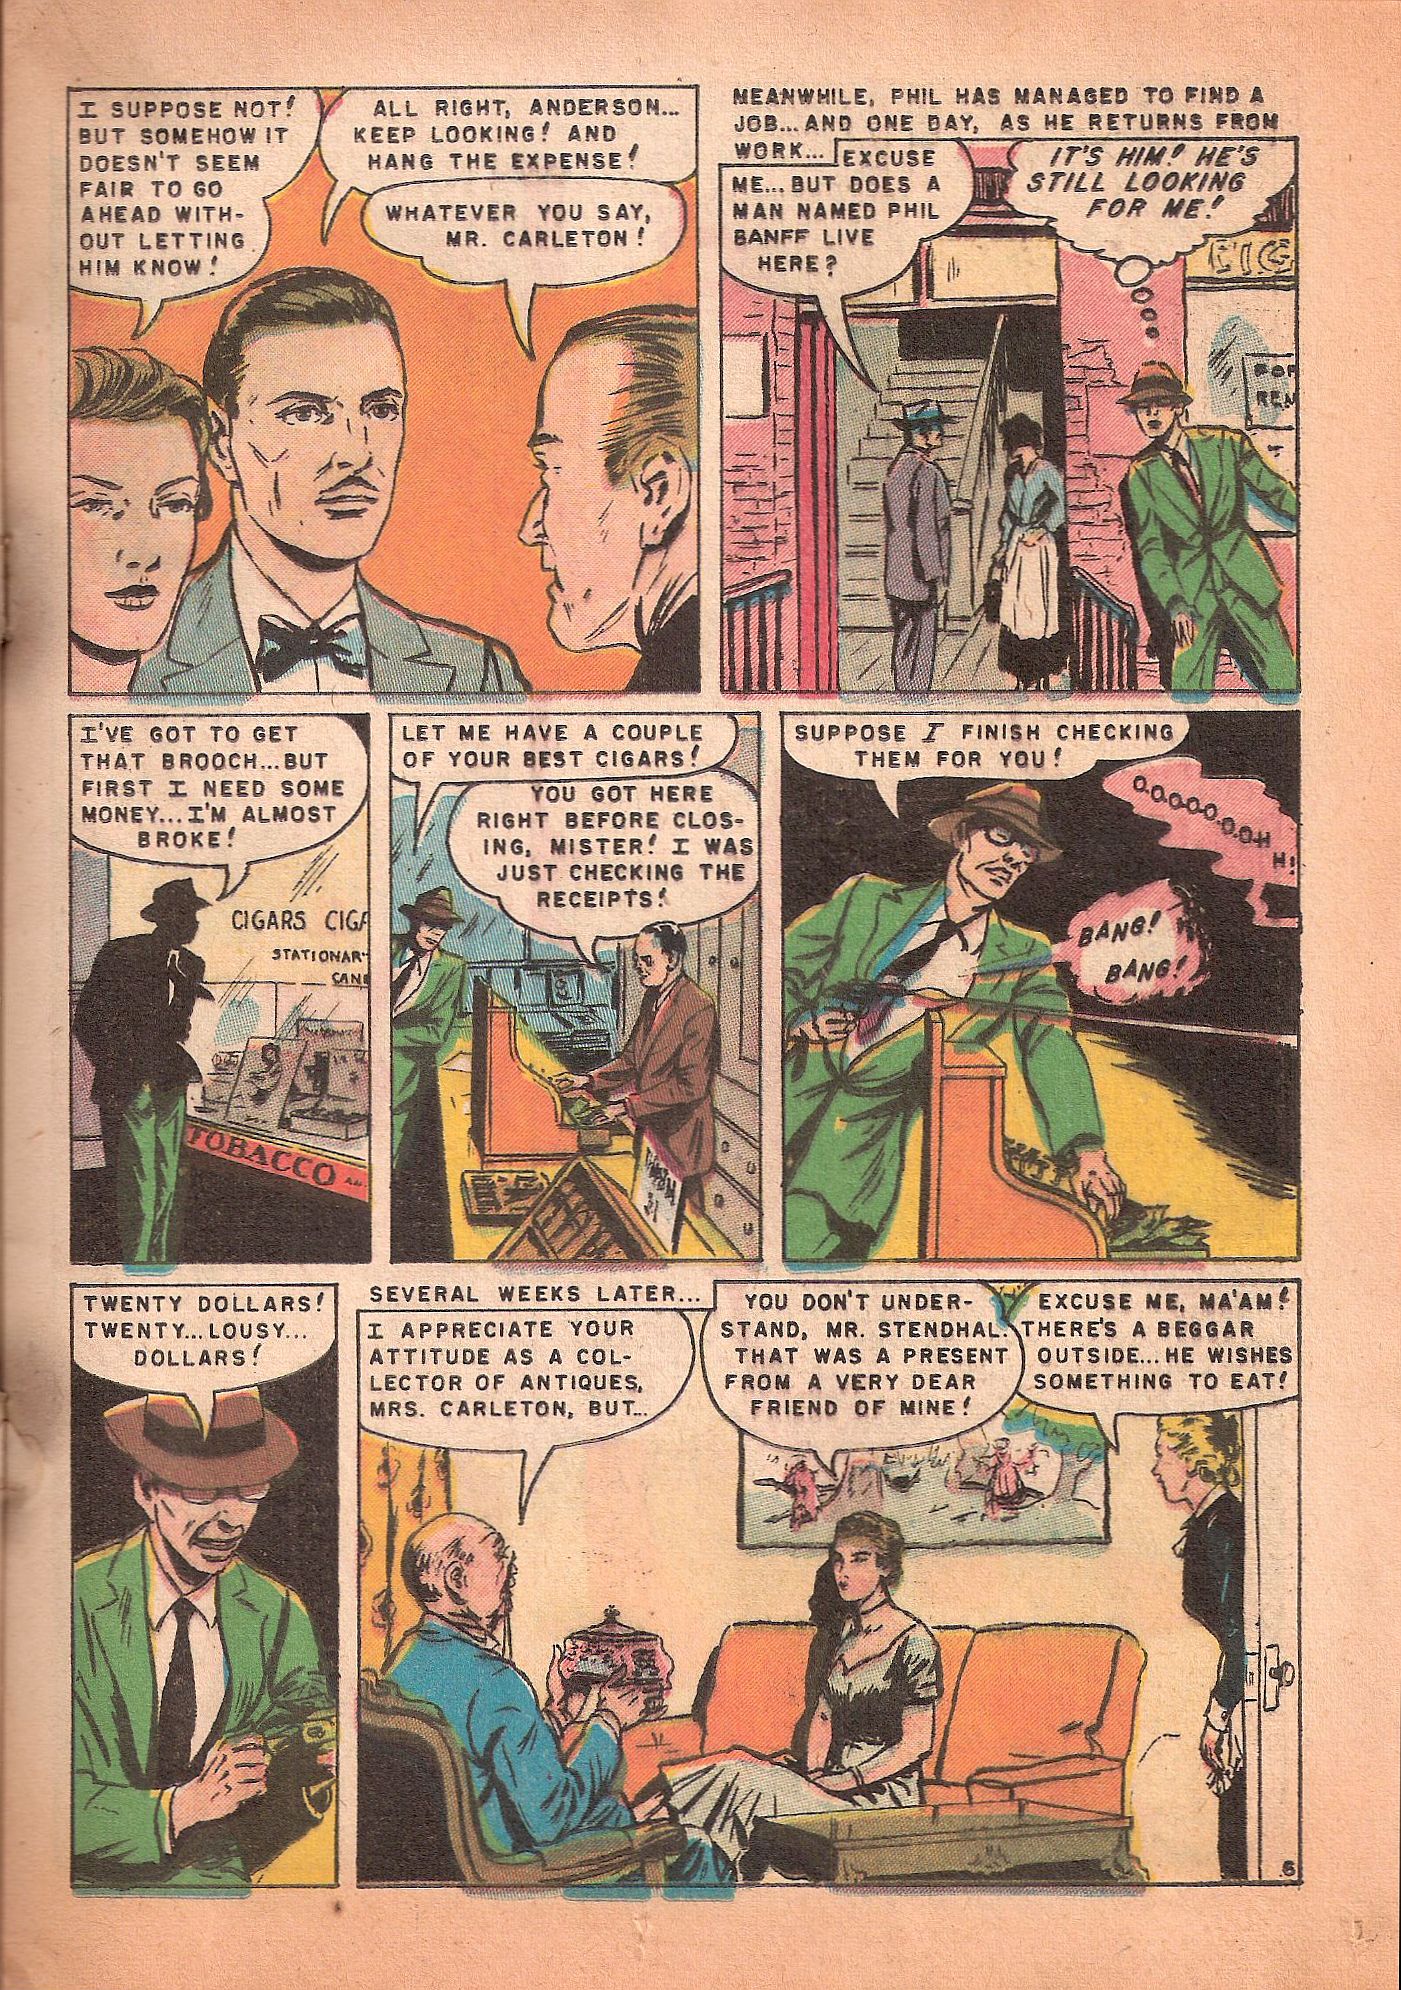 I SUPPOSE NOT!
BUT SOMEHOW IT
DOESN'T SEEM
FAIR TO GO
AHEAD WITH-
OUT LETTING
HIM KNOW!
ALL RIGHT, ANDERSON...
KEEP LOOKING! AND
HANG THE EXPENSE!
WHATEVER YOU SAY,
MR. CARLETON!
MEANWHILE, PHIL HAS MANAGED TO FIND A
JOB...AND ONE DAY, AS HE RETURNS FROM
WORK...
EXCUSE
ME...BUT DOES A
MAN NAMED PHIL
BANFF LIVE
HERE?
IT'S HIM! HE'S
STILL LOOKING
FOR ME!
CIG
FOR
REN
I'VE GOT TO GET
THAT BROOCH...BUT
FIRST I NEED SOME
MONEY...I'M ALMOST
BROKE!
CIGARS CIGA
STATIONAR
CAN
TOBACCO
LET ME HAVE A COUPLE
OF YOUR BEST CIGARS!
YOU GOT HERE
RIGHT BEFORE CLOS-
ING, MISTER! I WAS
JUST CHECKING THE
RECEIPTS!
SUPPOSE I FINISH CHECKING
THEM FOR YOU!
O.O.O.O.O.O.OH
H!
BANG!
BANG!
TWENTY DOLLARS!
TWENTY...LOUSY...
DOLLARS!
SEVERAL WEEKS LATER...
I APPRECIATE YOUR
ATTITUDE AS A COL-
LECTOR OF ANTIQUES,
MRS. CARLETON, BUT...
YOU DON'T UNDER-
STAND, MR. STENDHAL.
THAT WAS A PRESENT
FROM A VERY DEAR
FRIEND OF MINE!
EXCUSE ME, MA'AM!
THERE'S A BEGGAR
OUTSIDE...HE WISHES
SOMETHING TO EAT!
6